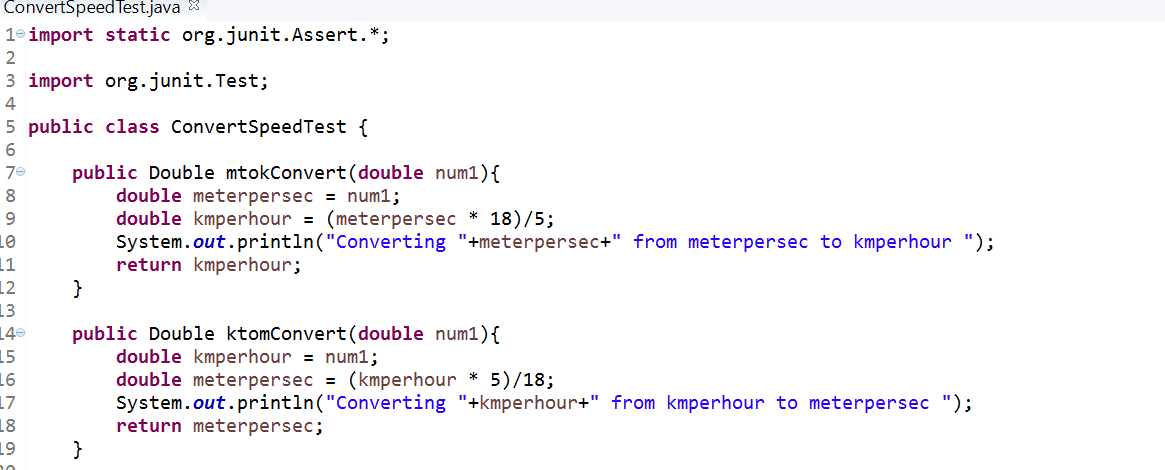 ConvertSpeedTest.java
1 import static org.junit.Assert.*;
2
3 import org.junit.Test;
4
5 public class ConvertSpeedTest {
6
7 public Double mtokConvert(double num1){
8 double meterpersec = num1;
9 double kmperhour = (meterpersec * 18)/5;
10 System.out.println("Converting "+meterpersec+" from meterpersec to kmperhour ");
11 return kmperhour;
12 }
13
14 public Double ktomConvert(double num1){
15 double kmperhour = num1;
16 double meterpersec = (kmperhour * 5)/18;
17 System.out.println("Converting "+kmperhour+" from kmperhour to meterpersec ");
18 return meterpersec;
19 }